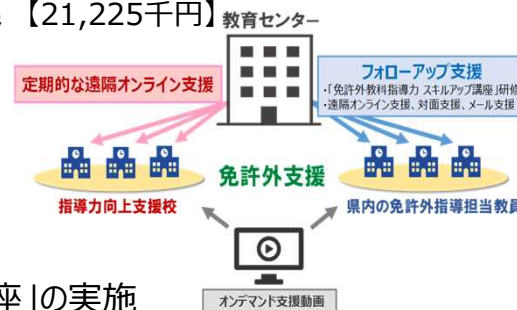 【21,225千円】
教育センター
定期的な遠隔オンライン支援
フォローアップ支援
・「免許外教科指導力 スキルアップ講座」研修
・遠隔オンライン支援、対面支援、メール支援
免許外支援
指導力向上支援校
県内の免許外指導担当教員
座」の実施
オンデマンド支援動画